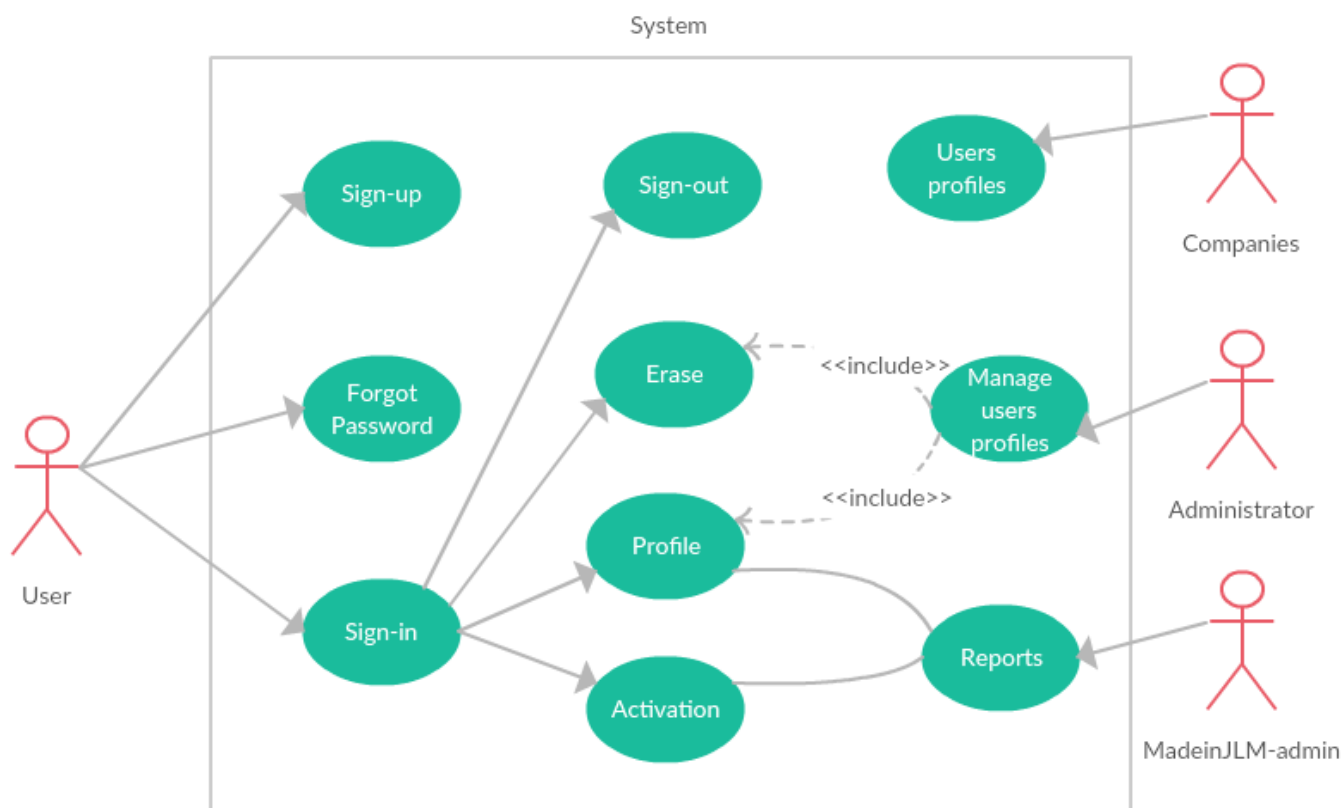 System
Sign-up
Sign-out
Users
profiles
Companies
Forgot
Password
Erase
<<include>>
Manage
users
profiles
<<include>>
Administrator
User
Sign-in
Profile
Activation
Reports
MadeinJLM-admin